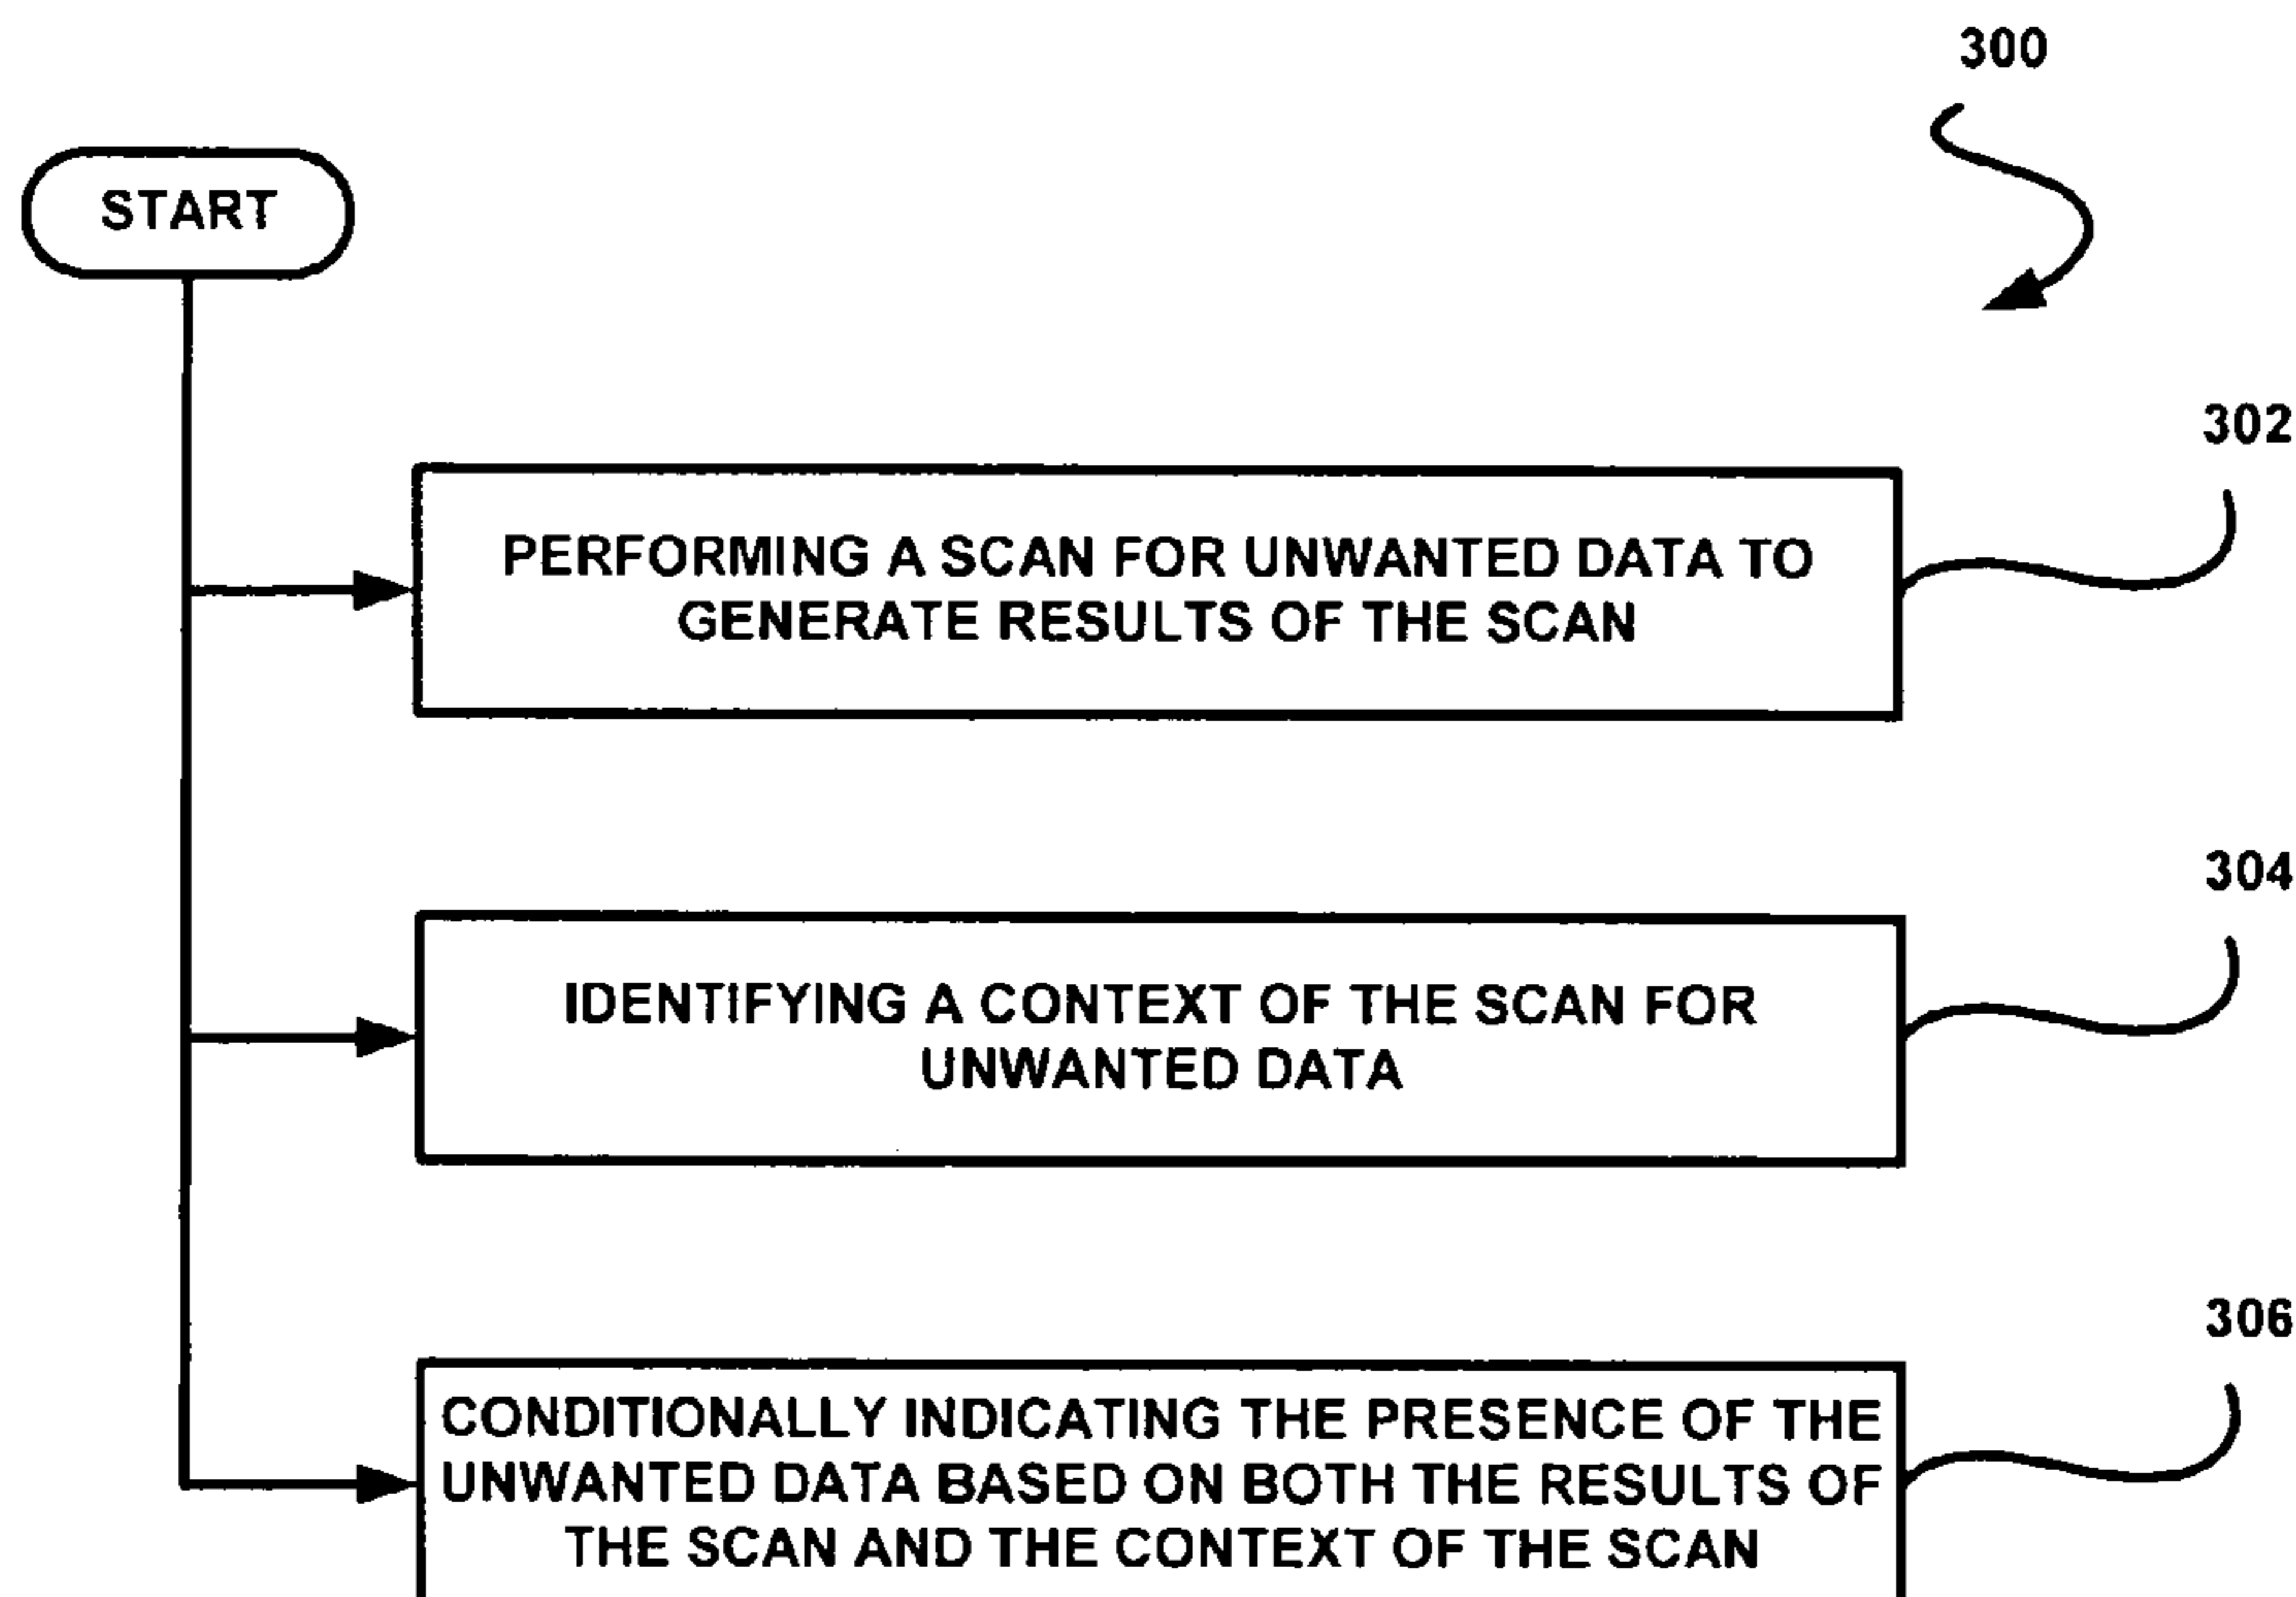 300
START
302
PERFORMING A SCAN FOR UNWANTED DATA TO
GENERATE RESULTS OF THE SCAN
304
IDENTIFYING A CONTEXT OF THE SCAN FOR
UNWANTED DATA
306
CONDITIONALLY INDICATING THE PRESENCE OF THE
UNWANTED DATA BASED ON BOTH THE RESULTS OF
THE SCAN AND THE CONTEXT OF THE SCAN